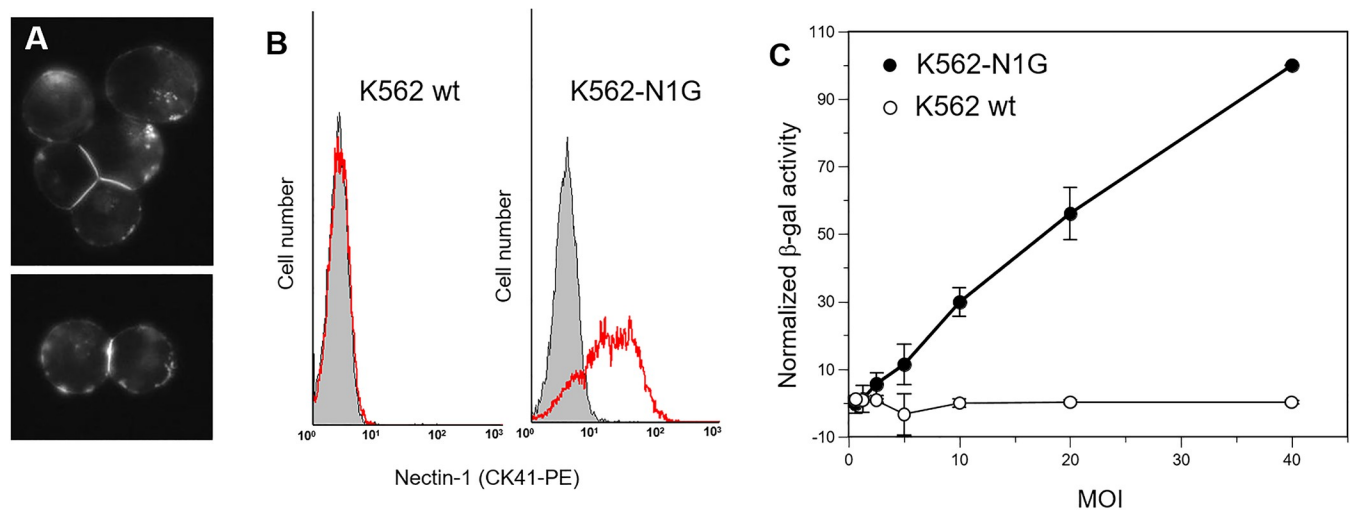 A
B
K562 wt
K562-N1G
Cell number
Cell number
10⁰ 10¹ 10² 10³
10⁰ 10¹ 10² 10³
Nectin-1 (CK41-PE)
C
K562-N1G
K562 wt
Normalized β-gal activity
110
90
70
50
30
10
-10
0 10 20 30 40
MOI